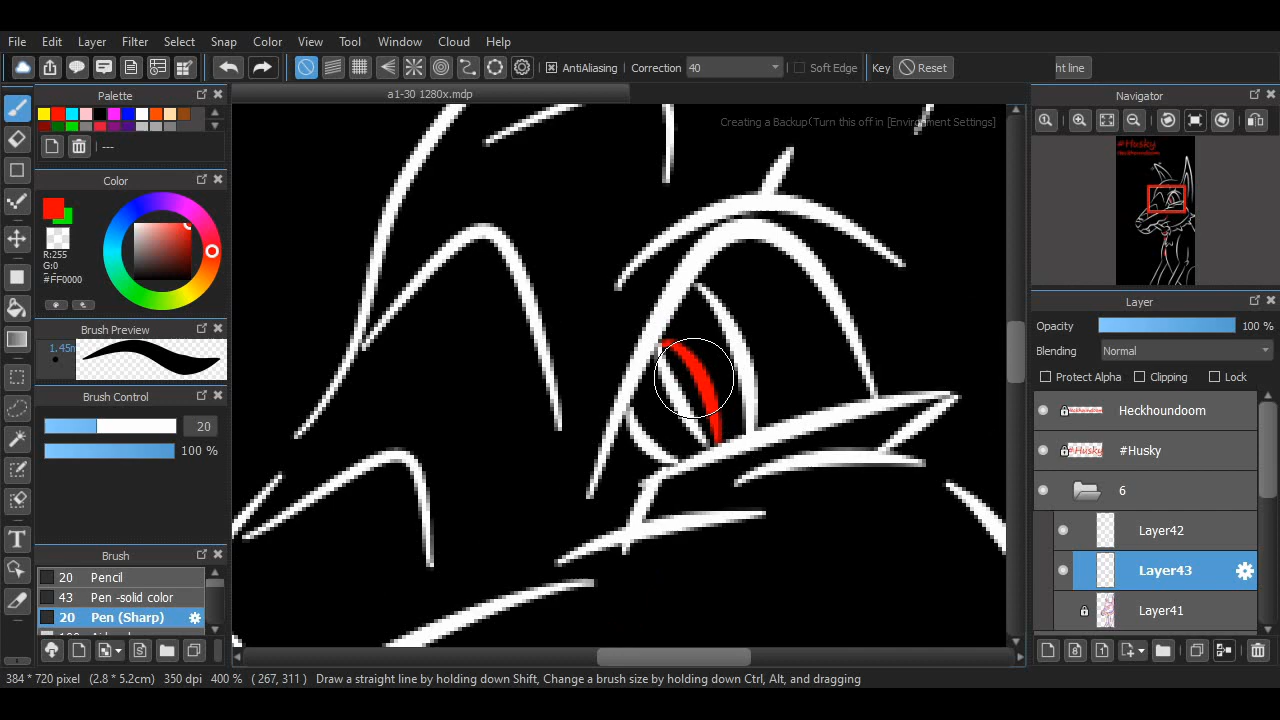 File Edit Layer Filter Select Snap Color View Tool Window Cloud Help
AntiAliasing Correction 40 Soft Edge Key Reset ht line
Palette
a1-30 1280x.mdp
Navigator
Creating a Backup(Turn this off in [Environment Settings]
---
#Husky
Color
R:255
G:0
#FF0000
Layer
Opacity 100 %
Brush Preview
1.45m
Blending Normal
Protect Alpha Clipping Lock
Brush Control
20
100 %
Heckhoundoom
#Husky
6
Layer42
Layer43
Layer41
Brush
20 Pencil
43 Pen -solid color
20 Pen (Sharp)
384 * 720 pixel (2.8 * 5.2cm) 350 dpi 400 % ( 267, 311 ) Draw a straight line by holding down Shift, Change a brush size by holding down Ctrl, Alt, and dragging